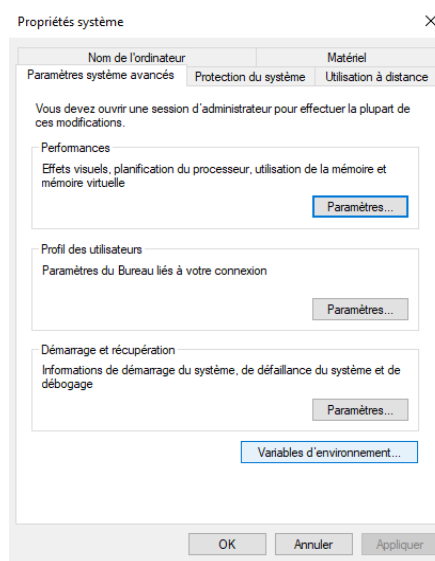 Propriétés système
Nom de l'ordinateur
Matériel
Paramètres système avancés
Protection du système
Utilisation à distance
Vous devez ouvrir une session d'administrateur pour effectuer la plupart de
ces modifications.
Performances
Effets visuels, planification du processeur, utilisation de la mémoire et
mémoire virtuelle
Paramètres...
Profil des utilisateurs
Paramètres du Bureau liés à votre connexion
Paramètres...
Démarrage et récupération
Informations de démarrage du système, de défaillance du système et de
débogage
Paramètres...
Variables d'environnement...
OK
Annuler
Appliquer